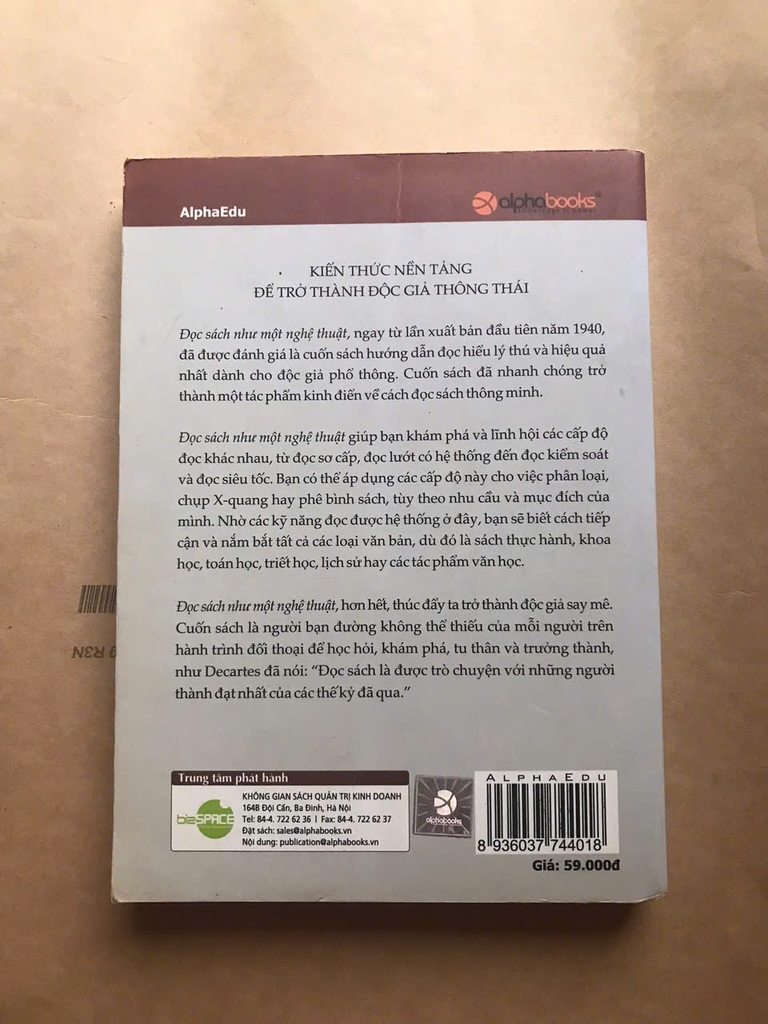 AlphaEdu
alphabooks®
knowledge is power
KIẾN THỨC NỀN TẢNG
ĐỂ TRỞ THÀNH ĐỘC GIẢ THÔNG THÁI
Đọc sách như một nghệ thuật, ngay từ lần xuất bản đầu tiên năm 1940,
đã được đánh giá là cuốn sách hướng dẫn đọc hiểu lý thú và hiệu quả
nhất dành cho độc giả phổ thông. Cuốn sách đã nhanh chóng trở
thành một tác phẩm kinh điển về cách đọc sách thông minh.
Đọc sách như một nghệ thuật giúp bạn khám phá và lĩnh hội các cấp độ
đọc khác nhau, từ đọc sơ cấp, đọc lướt có hệ thống đến đọc kiểm soát
và đọc siêu tốc. Bạn có thể áp dụng các cấp độ này cho việc phân loại,
chụp X-quang hay phê bình sách, tùy theo nhu cầu và mục đích của
mình. Nhờ các kỹ năng đọc được hệ thống ở đây, bạn sẽ biết cách tiếp
cận và nắm bắt tất cả các loại văn bản, dù đó là sách thực hành, khoa
học, toán học, triết học, lịch sử hay các tác phẩm văn học.
Đọc sách như một nghệ thuật, hơn hết, thúc đẩy ta trở thành độc giả say mê.
Cuốn sách là người bạn đường không thể thiếu của mỗi người trên
hành trình đối thoại để học hỏi, khám phá, tu thân và trưởng thành,
như Decartes đã nói: “Đọc sách là được trò chuyện với những người
thành đạt nhất của các thế kỷ đã qua.”
Trung tâm phát hành
bizSPACE
KHÔNG GIAN SÁCH QUẢN TRỊ KINH DOANH
164B Đội Cấn, Ba Đình, Hà Nội
Tel: 84-4. 722 62 36 | Fax: 84-4. 722 62 37
Đặt sách: sales@alphabooks.vn
Nội dung: publication@alphabooks.vn
alphabooks
ALPHAEDU
8 936037 744018
Giá: 59.000đ